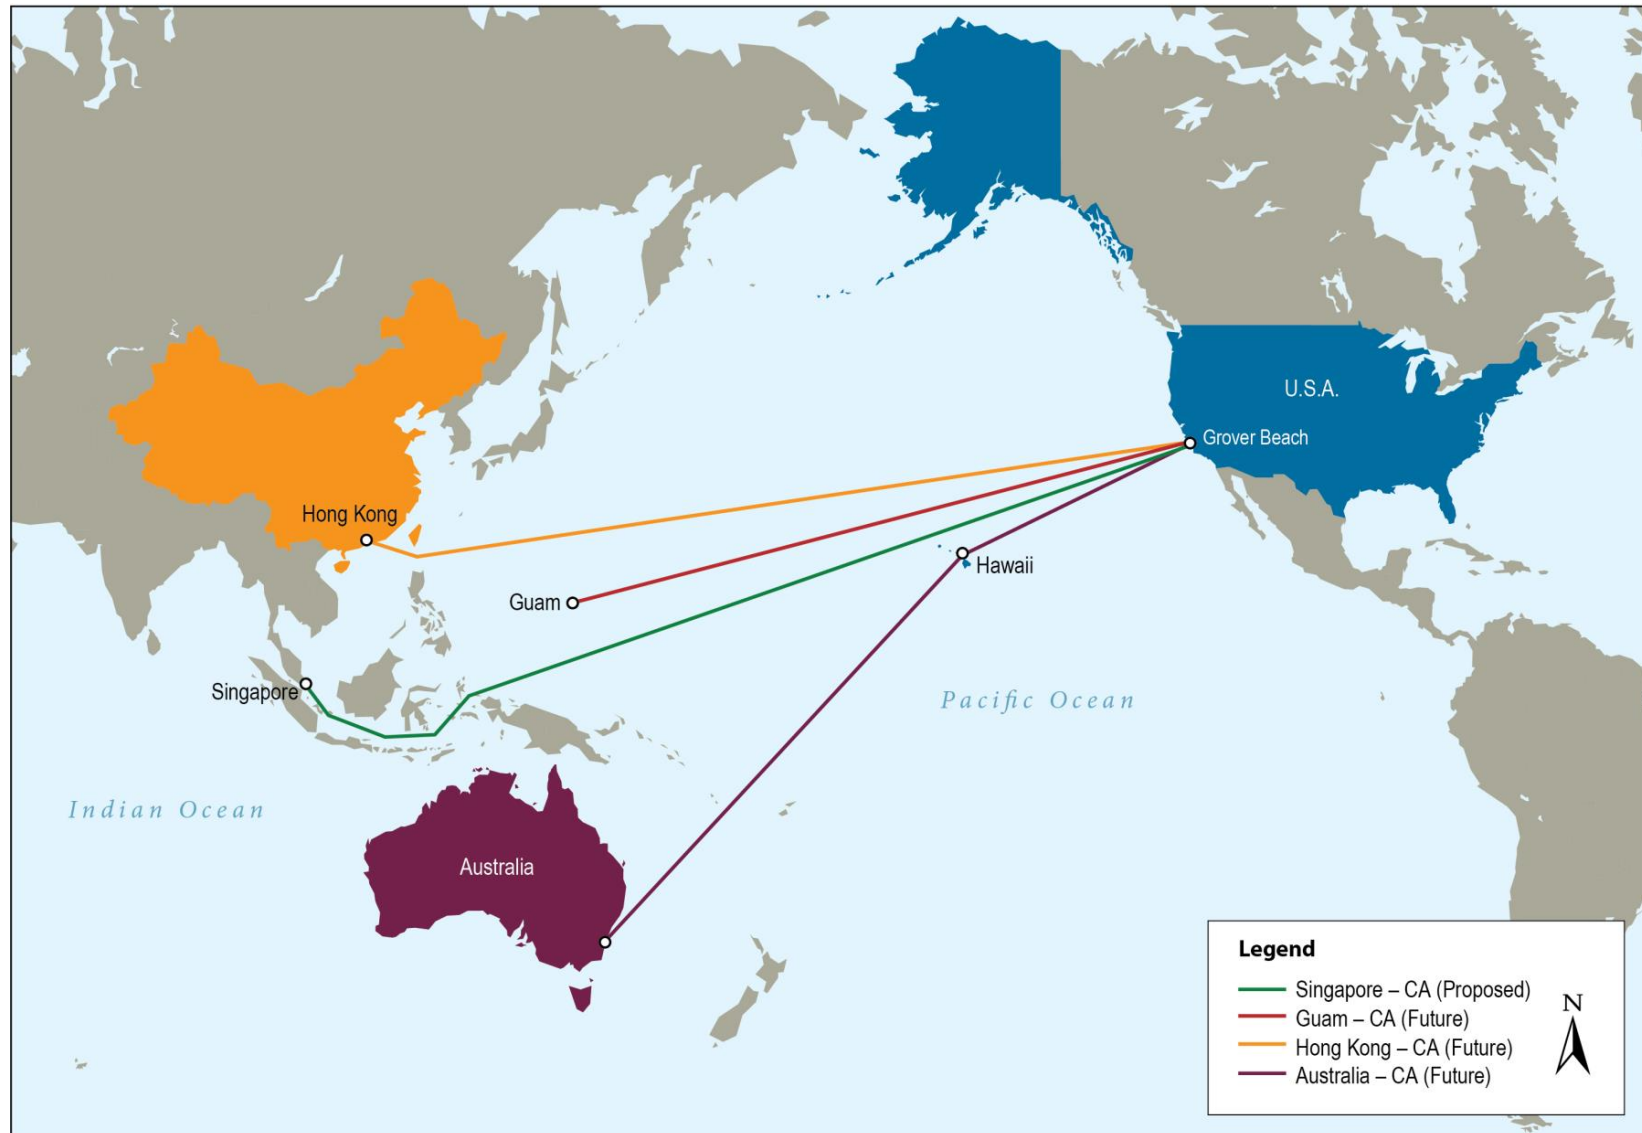 U.S.A.
Grover Beach
Hong Kong
Hawaii
Guam
Singapore
Pacific Ocean
Indian Ocean
Australia
Legend
Singapore – CA (Proposed)
Guam – CA (Future)
Hong Kong – CA (Future)
Australia – CA (Future)
N